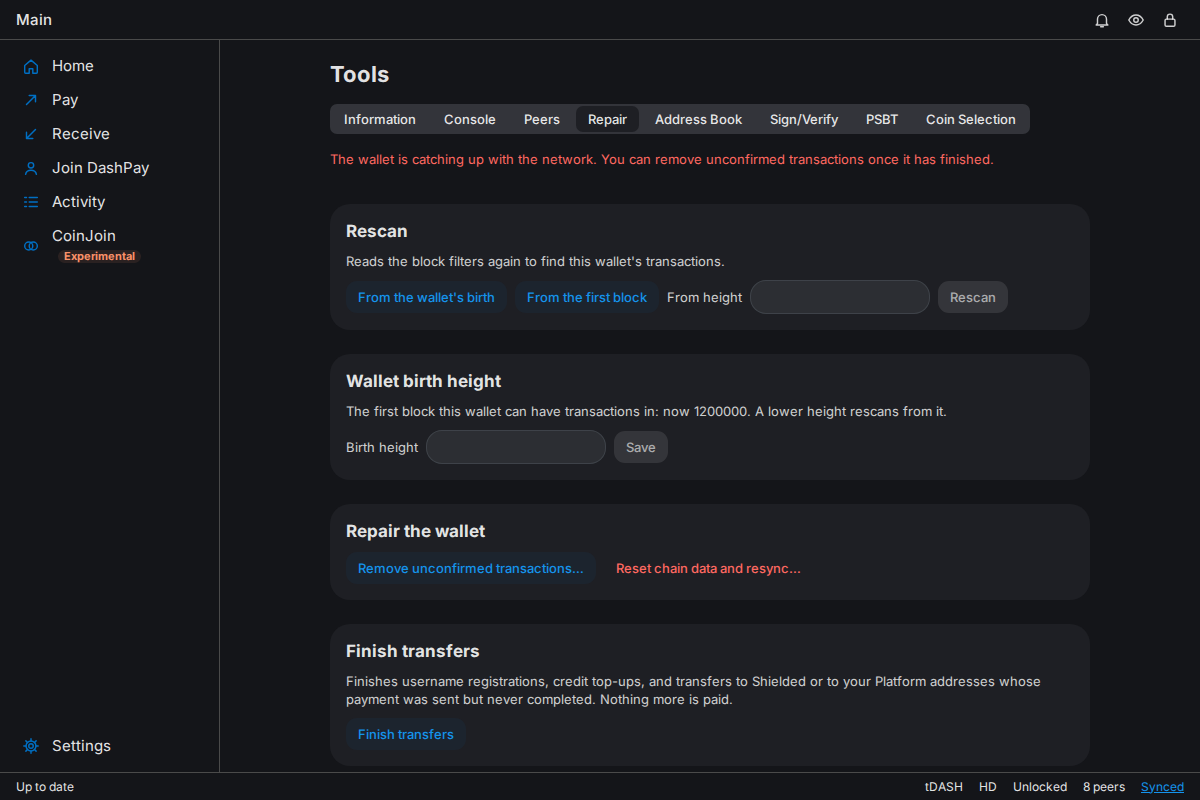 Main
Home
Pay
Receive
Join DashPay
Activity
CoinJoin
Experimental
Settings
Tools
Information Console Peers Repair Address Book Sign/Verify PSBT Coin Selection
The wallet is catching up with the network. You can remove unconfirmed transactions once it has finished.
Rescan
Reads the block filters again to find this wallet's transactions.
From the wallet's birth From the first block From height Rescan
Wallet birth height
The first block this wallet can have transactions in: now 1200000. A lower height rescans from it.
Birth height Save
Repair the wallet
Remove unconfirmed transactions... Reset chain data and resync...
Finish transfers
Finishes username registrations, credit top-ups, and transfers to Shielded or to your Platform addresses whose
payment was sent but never completed. Nothing more is paid.
Finish transfers
Up to date tDASH HD Unlocked 8 peers Synced